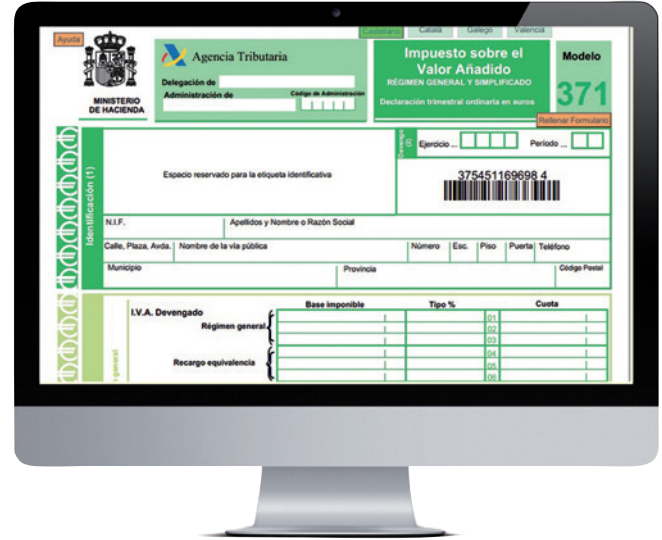 Castellano Català Galego Valencià
Ayuda
MINISTERIO
DE HACIENDA
Agencia Tributaria
Delegación de
Administración de
Código de Administración
Impuesto sobre el
Valor Añadido
RÉGIMEN GENERAL Y SIMPLIFICADO
Declaración trimestral ordinaria en euros
Modelo
371
Rellenar Formulario
Identificación (1)
Espacio reservado para la etiqueta identificativa
Devengo
(2)
Ejercicio ... Período ...
375451169698 4
N.I.F. Apellidos y Nombre o Razón Social
Calle, Plaza, Avda. Nombre de la vía pública Número Esc. Piso Puerta Teléfono
Municipio Provincia Código Postal
I.V.A. Devengado
Base imponible Tipo % Cuota
Régimen general
01
02
03
Recargo equivalencia
04
05
06
general